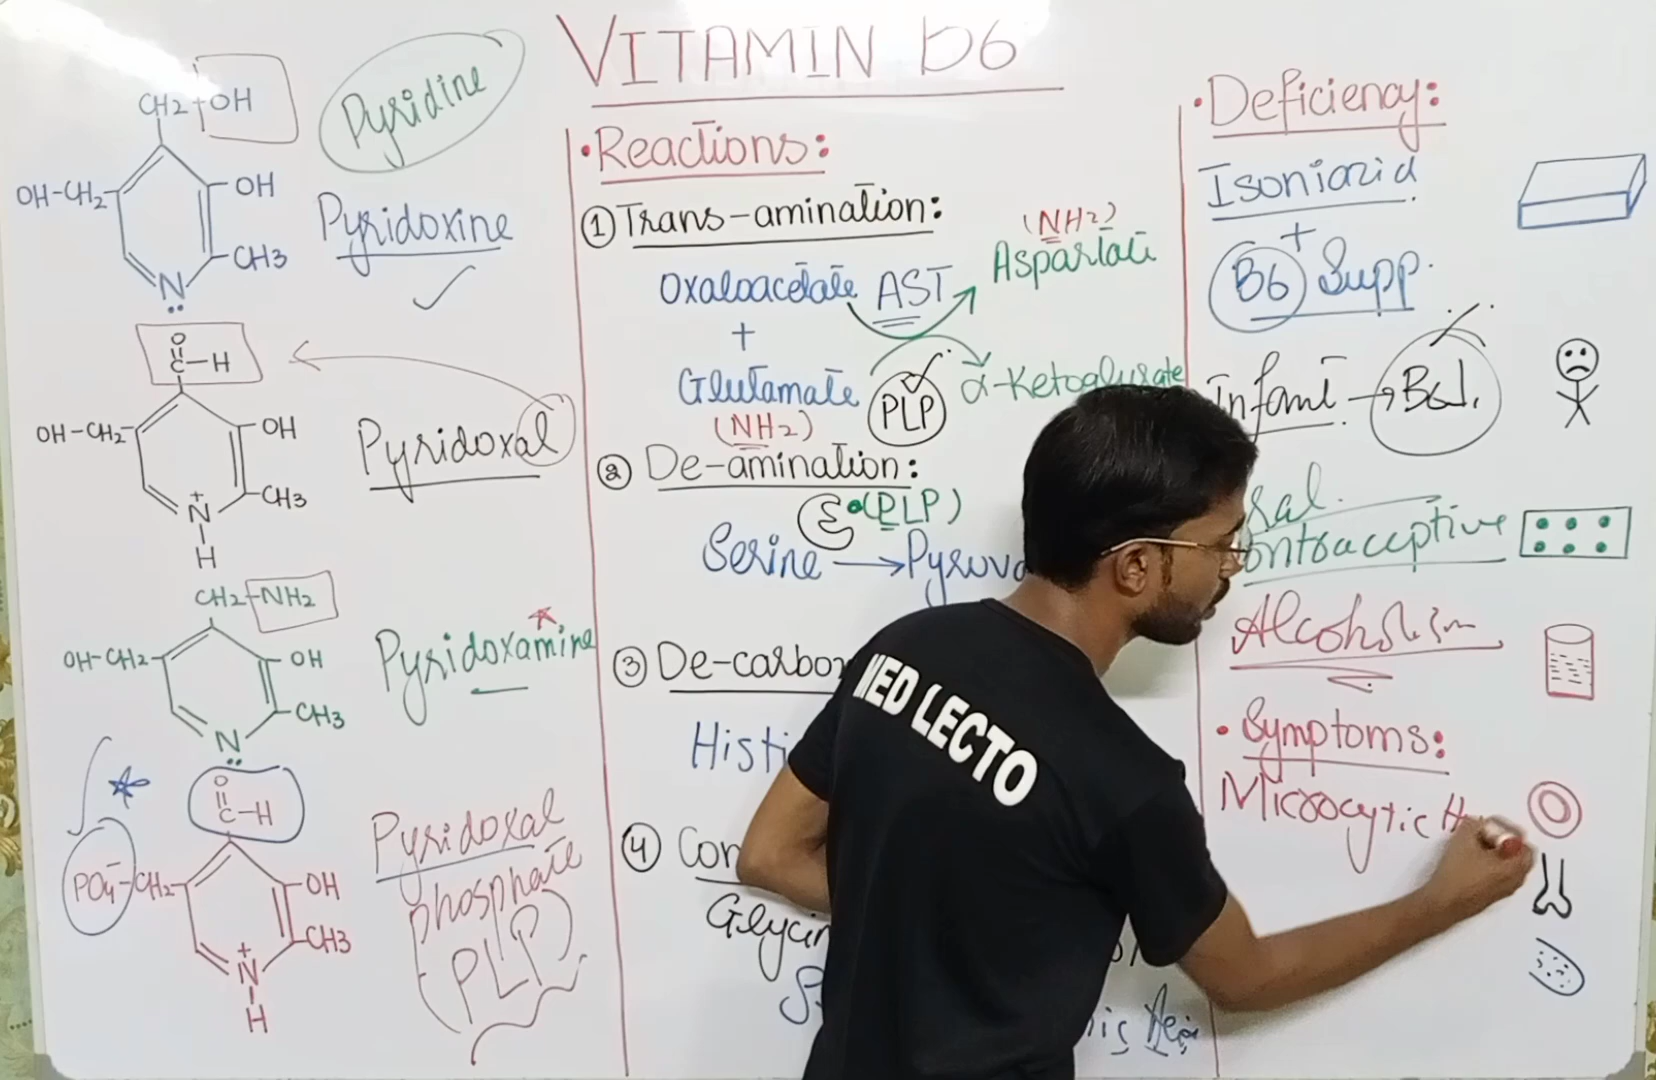 VITAMIN B6
CH2-OH
OH-CH2-
OH
CH3
N
Pyridine
Pyridoxine
O
C-H
OH-CH2-
OH
CH3
+
N
H
Pyridoxal
CH2-NH2
OH-CH2-
OH
CH3
N
Pyridoxamine
O
C-H
PO4-CH2-
OH
CH3
+
N
H
Pyridoxal
phosphate
(PLP)
• Reactions:
① Trans-amination:
(NH2)
Oxaloacetate AST Aspartate
+
Glutamate PLP α-Ketoglutarate
(NH2)
② De-amination:
(PLP)
Serine → Pyruva
③ De-carbox
Histi
④ Con
Glycin
• Deficiency:
Isoniazid
+
B6 Supp.
Infant →
oral
contraceptive
Alcoholism
• Symptoms:
Microcytic H
MED LECTO